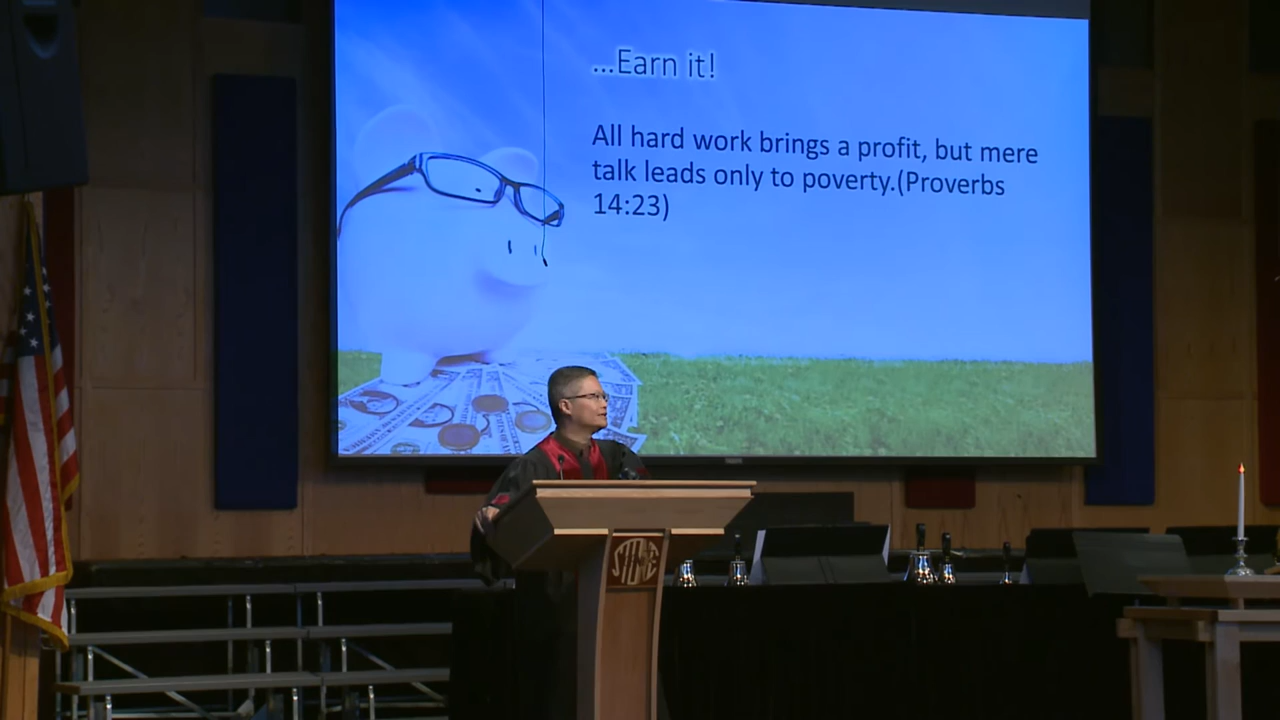 ...Earn it!
All hard work brings a profit, but mere
talk leads only to poverty.(Proverbs
14:23)